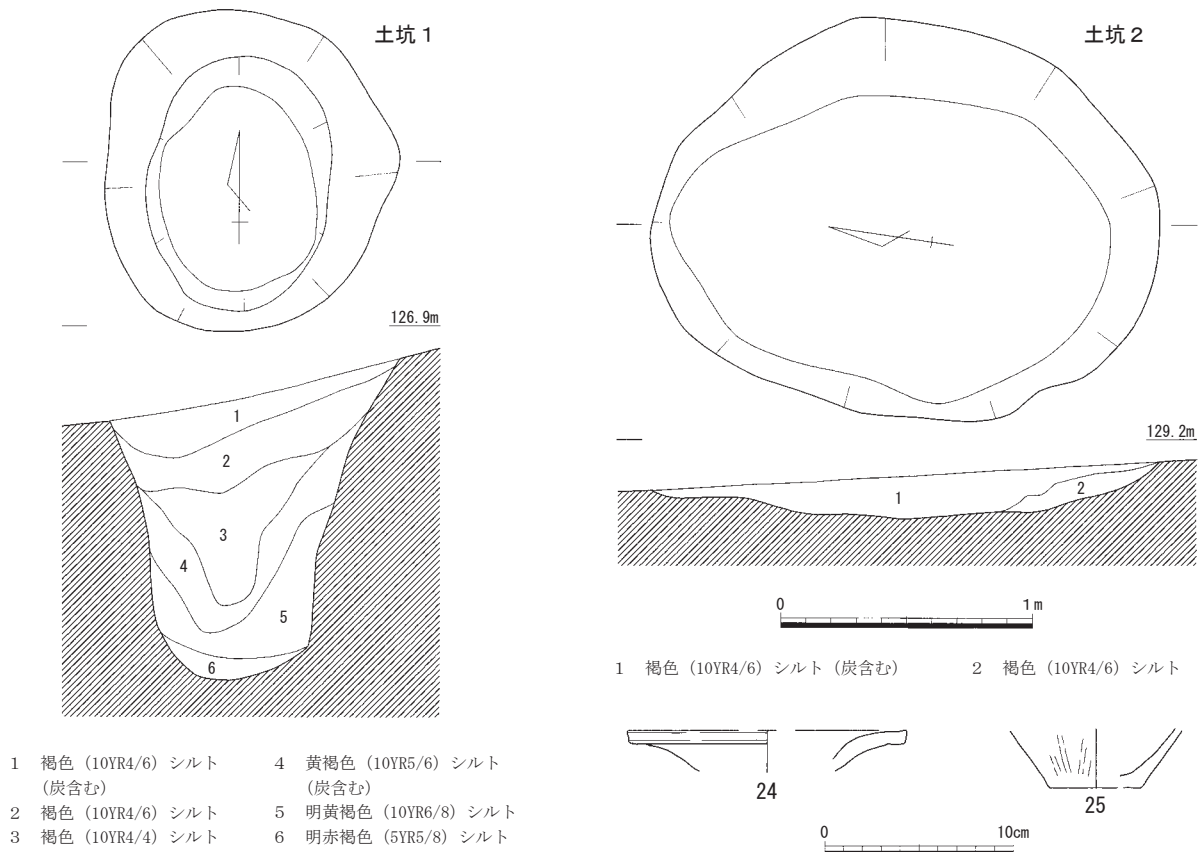 土坑１
126.9m
1
2
3
4
5
6
1　褐色（10YR4/6）シルト
（炭含む）
2　褐色（10YR4/6）シルト
3　褐色（10YR4/4）シルト
4　黄褐色（10YR5/6）シルト
（炭含む）
5　明黄褐色（10YR6/8）シルト
6　明赤褐色（5YR5/8）シルト
土坑２
129.2m
1
2
0　1m
1　褐色（10YR4/6）シルト（炭含む）　2　褐色（10YR4/6）シルト
24
25
0　10cm